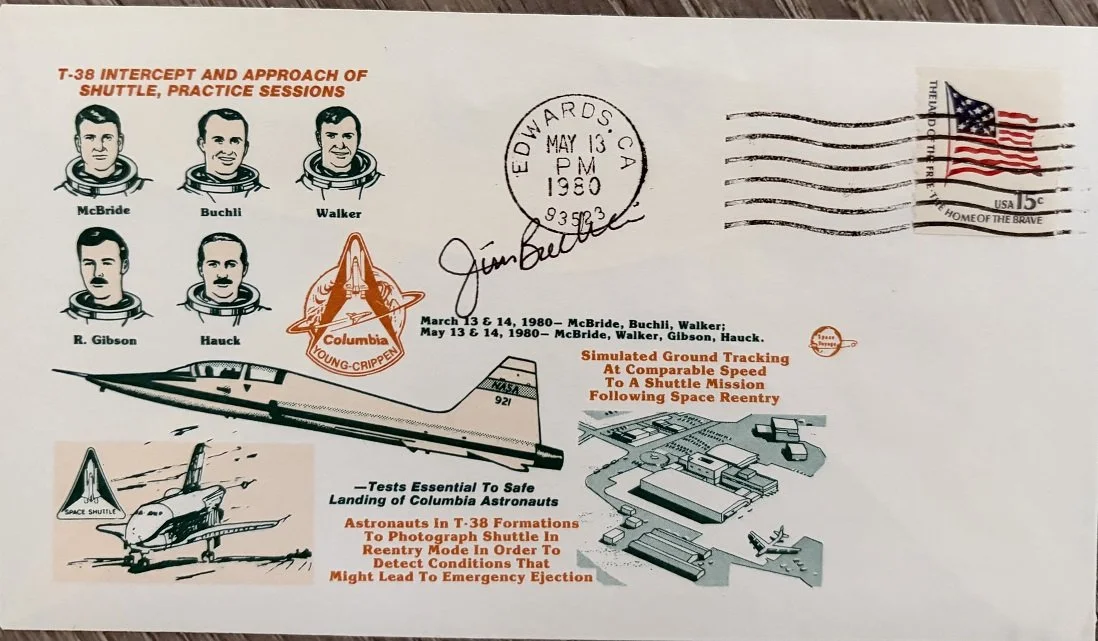 T-38 INTERCEPT AND APPROACH OF
SHUTTLE, PRACTICE SESSIONS
McBride
Buchli
Walker
R. Gibson
Hauck
Columbia
YOUNG-CRIPPEN
EDWARDS, CA
MAY 13
PM
1980
93523
Jim Buchli
THE LAND OF THE FREE · THE HOME OF THE BRAVE
USA 15c
March 13 & 14, 1980— McBride, Buchli, Walker;
May 13 & 14, 1980— McBride, Walker, Gibson, Hauck.
Space
Voyage
Simulated Ground Tracking
At Comparable Speed
To A Shuttle Mission
Following Space Reentry
NASA
921
SPACE SHUTTLE
—Tests Essential To Safe
Landing of Columbia Astronauts
Astronauts In T-38 Formations
To Photograph Shuttle In
Reentry Mode In Order To
Detect Conditions That
Might Lead To Emergency Ejection